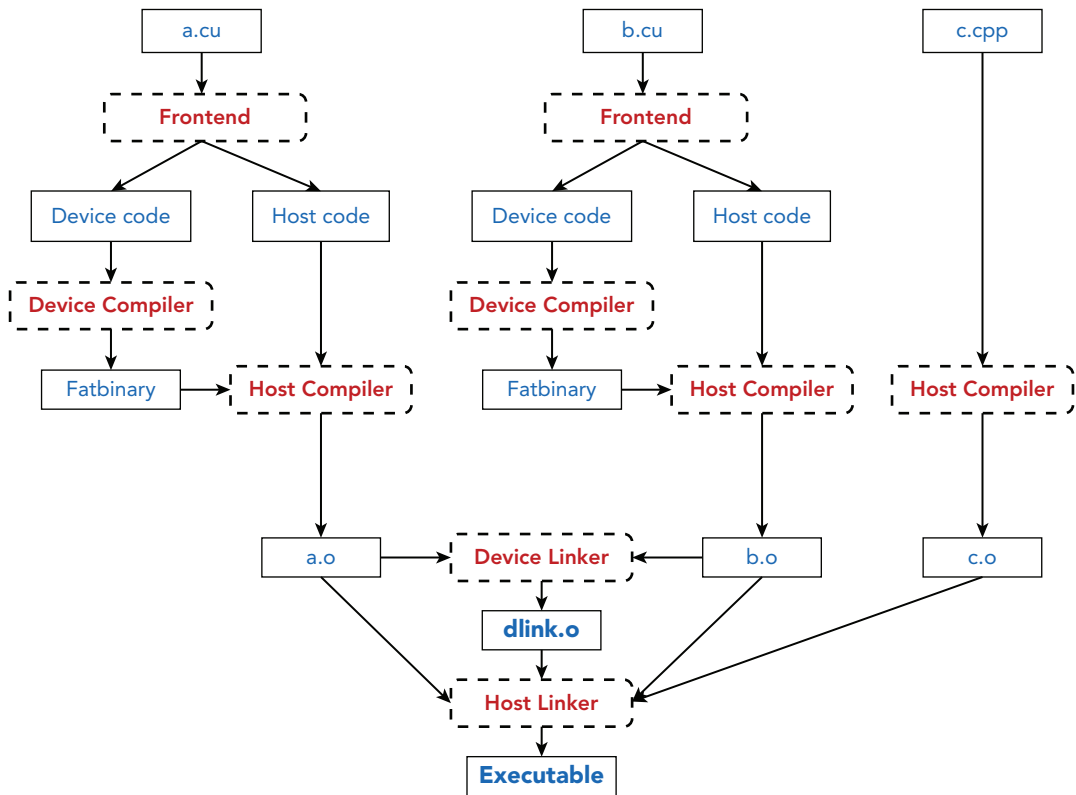 a.cu
b.cu
c.cpp
Frontend
Frontend
Device code
Host code
Device code
Host code
Device Compiler
Device Compiler
Fatbinary
Host Compiler
Fatbinary
Host Compiler
Host Compiler
a.o
Device Linker
b.o
c.o
dlink.o
Host Linker
Executable